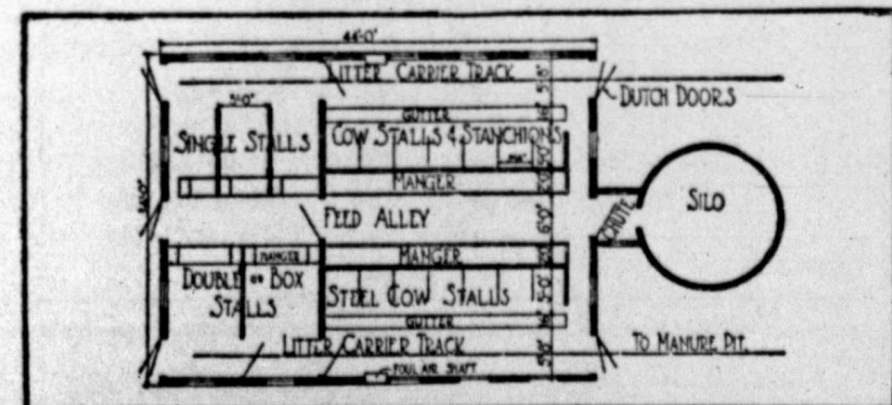 44'-0"
LITTER CARRIER TRACK
DUTCH DOORS
5'-0"
GUTTER
SINGLE STALLS
COW STALLS & STANCHIONS
MANGER
SILO
CHUTE
FEED ALLEY
6'-0"
MANGER
MANGER
DOUBLE OR BOX
STALLS
STEEL COW STALLS
5'-0"
GUTTER
LITTER CARRIER TRACK
TO MANURE PIT
FOUL AIR SHAFT